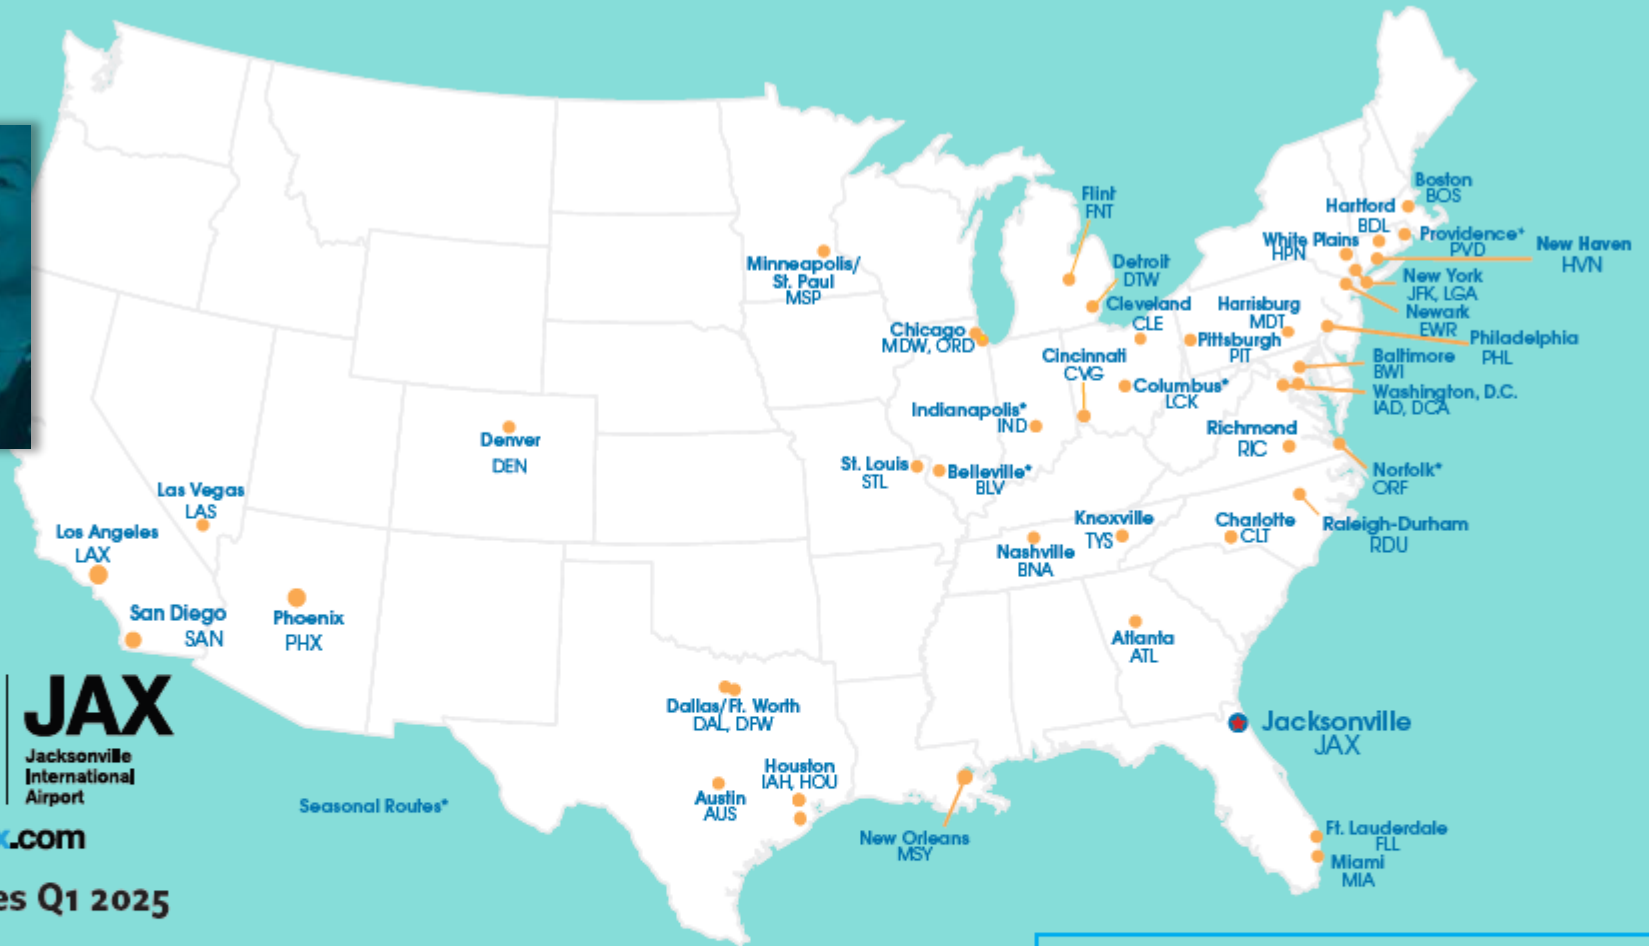 Flint
FNT
Boston
BOS
Hartford
BDL
Providence*
PVD
New Haven
HVN
White Plains
HPN
Minneapolis/
St. Paul
MSP
Detroit
DTW
New York
JFK, LGA
Newark
EWR
Cleveland
CLE
Harrisburg
MDT
Philadelphia
PHL
Chicago
MDW, ORD
Pittsburgh
PIT
Cincinnati
CVG
Baltimore
BWI
Columbus*
LCK
Washington, D.C.
IAD, DCA
Indianapolis*
IND
Richmond
RIC
Denver
DEN
St. Louis
STL
Belleville*
BLV
Norfolk*
ORF
Las Vegas
LAS
Los Angeles
LAX
Knoxville
TYS
Charlotte
CLT
Raleigh-Durham
RDU
Nashville
BNA
San Diego
SAN
Phoenix
PHX
Atlanta
ATL
Dallas/Ft. Worth
DAL, DFW
Jacksonville
JAX
JAX
Jacksonville
International
Airport
Houston
IAH, HOU
Austin
AUS
Seasonal Routes*
New Orleans
MSY
Ft. Lauderdale
FLL
Miami
MIA
x.com
es Q1 2025